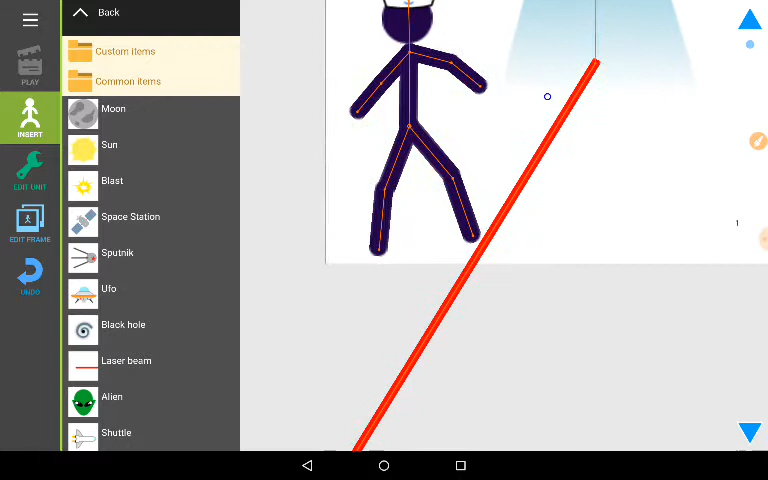 Back
PLAY
INSERT
EDIT UNIT
EDIT FRAME
UNDO
Custom items
Common items
Moon
Sun
Blast
Space Station
Sputnik
Ufo
Black hole
Laser beam
Alien
Shuttle
1